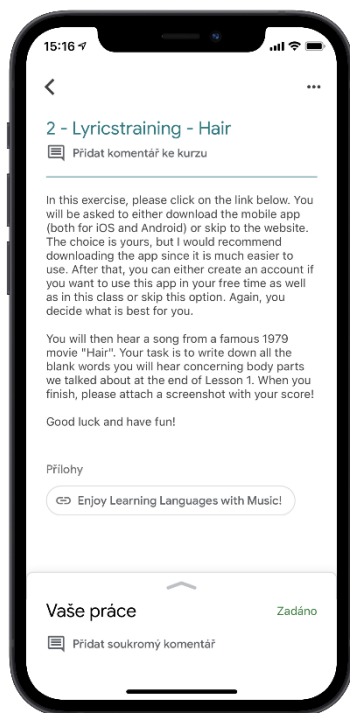 15:16
2 - Lyricstraining - Hair
Přidat komentář ke kurzu
In this exercise, please click on the link below. You
will be asked to either download the mobile app
(both for iOS and Android) or skip to the website.
The choice is yours, but I would recommend
downloading the app since it is much easier to
use. After that, you can either create an account if
you want to use this app in your free time as well
as in this class or skip this option. Again, you
decide what is best for you.
You will then hear a song from a famous 1979
movie "Hair". Your task is to write down all the
blank words you will hear concerning body parts
we talked about at the end of Lesson 1. When you
finish, please attach a screenshot with your score!
Good luck and have fun!
Přílohy
Enjoy Learning Languages with Music!
Vaše práce
Zadáno
Přidat soukromý komentář